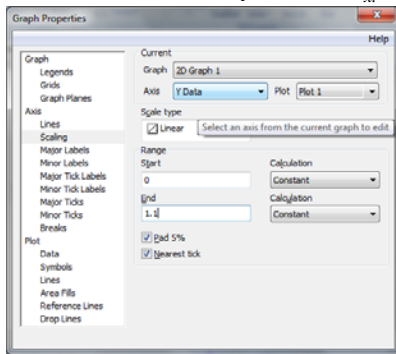 Graph Properties
Help
Graph
Legends
Grids
Graph Planes
Axis
Lines
Scaling
Major Labels
Minor Labels
Major Tick Labels
Minor Tick Labels
Major Ticks
Minor Ticks
Breaks
Plot
Data
Symbols
Lines
Area Fills
Reference Lines
Drop Lines
Current
Graph 2D Graph 1
Axis Y Data Plot Plot 1
Scale type
Linear Select an axis from the current graph to edit
Range
Start Calculation
0 Constant
End Calculation
1.1 Constant
Pad 5%
Nearest tick